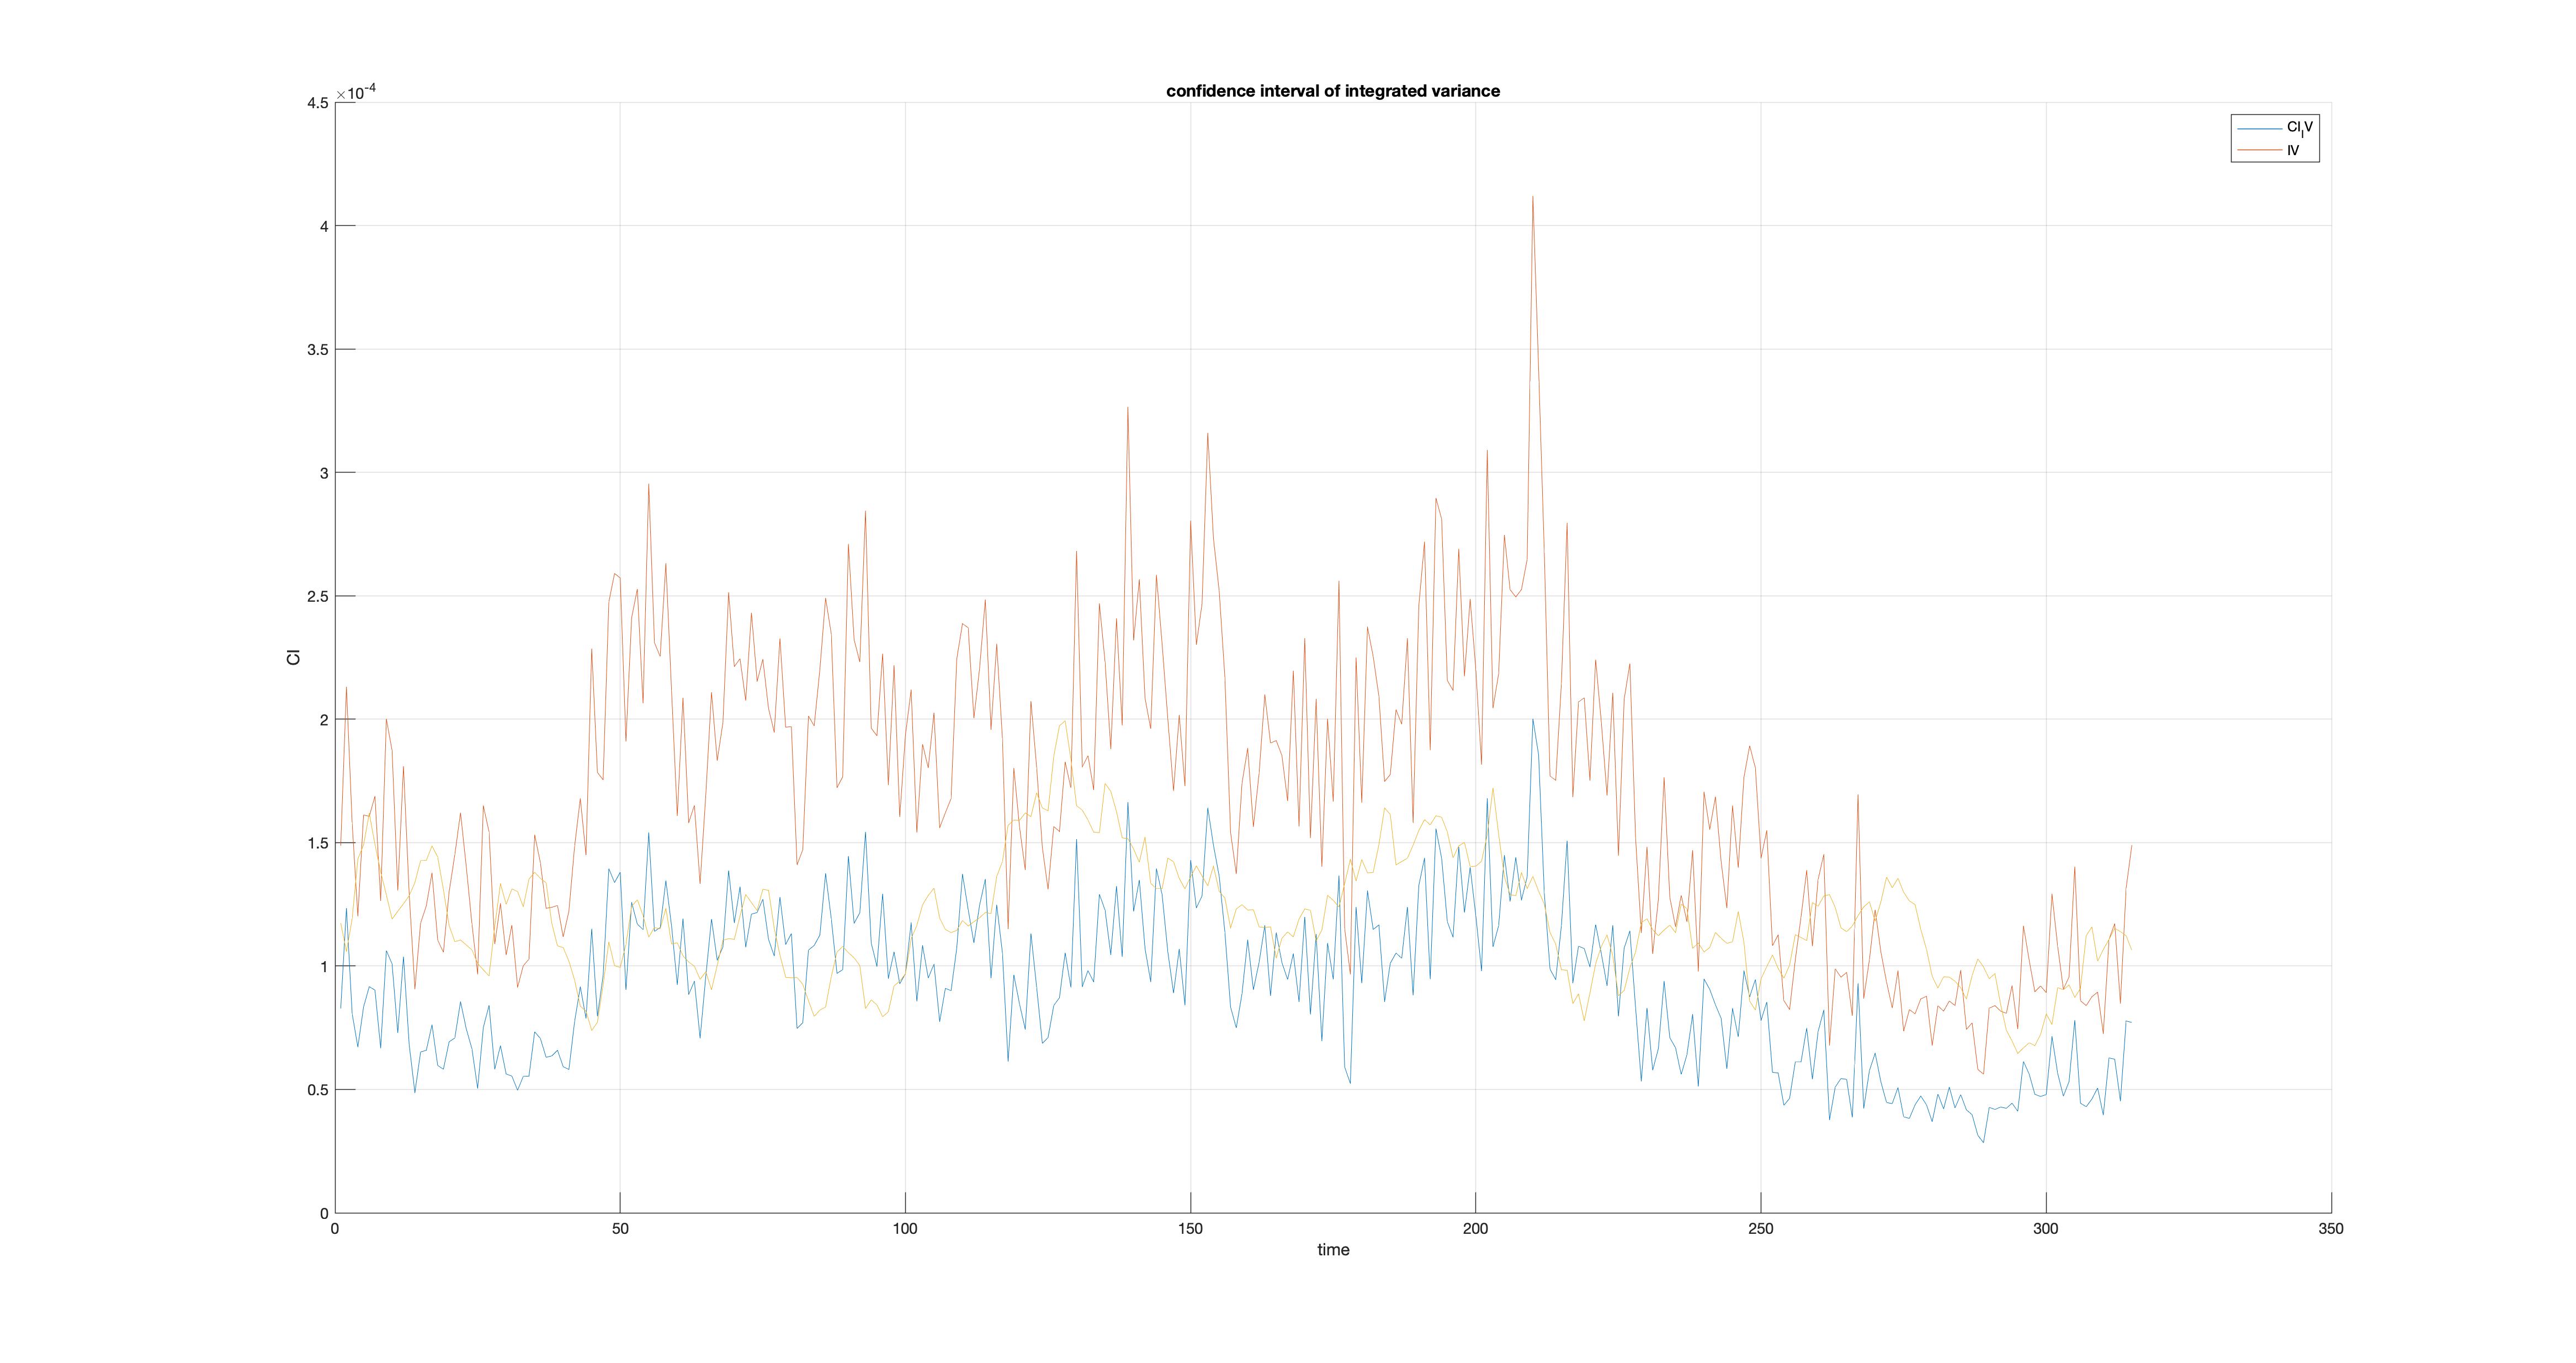 confidence interval of integrated variance
×10-4
4.5
4
3.5
3
2.5
2
1.5
1
0.5
0
CI
CIIV
IV
0 50 100 150 200 250 300 350
time